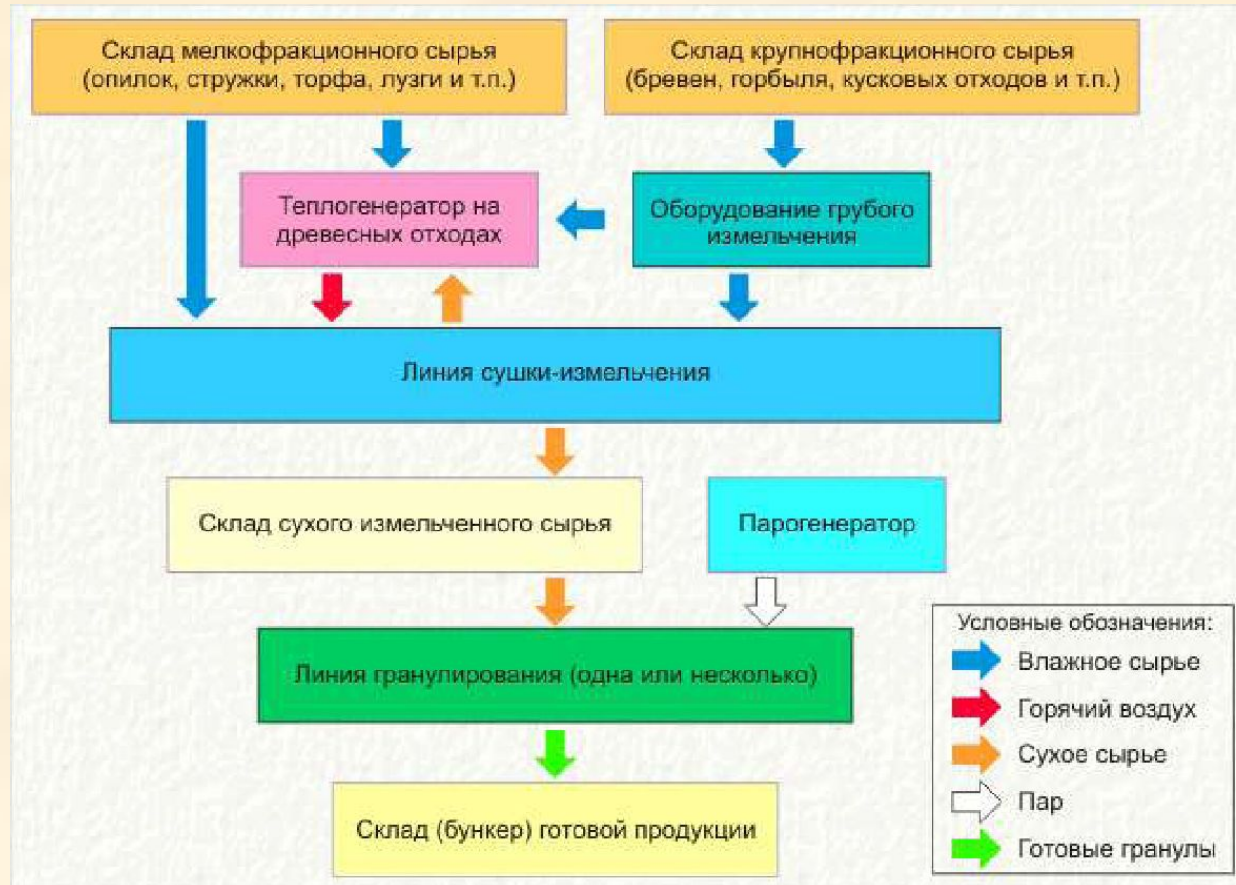 Склад мелкофракционного сырья
(опилок, стружки, торфа, лузги и т.п.)
Склад крупнофракционного сырья
(бревен, горбыля, кусковых отходов и т.п.)
Теплогенератор на
древесных отходах
Оборудование грубого
измельчения
Линия сушки-измельчения
Склад сухого измельченного сырья
Парогенератор
Линия гранулирования (одна или несколько)
Склад (бункер) готовой продукции
Условные обозначения:
Влажное сырье
Горячий воздух
Сухое сырье
Пар
Готовые гранулы